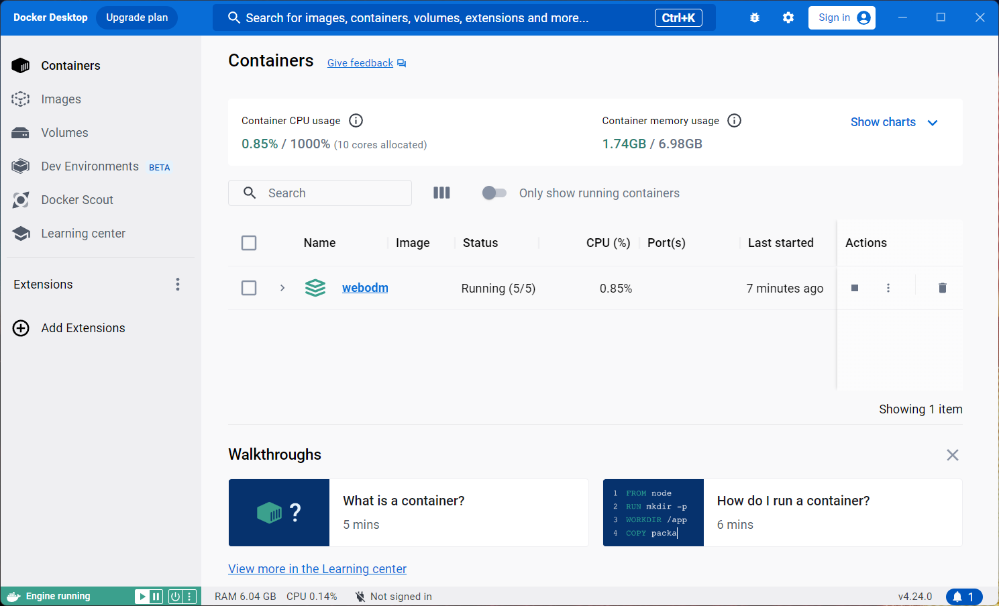 Docker Desktop
Upgrade plan
Search for images, containers, volumes, extensions and more...
Ctrl+K
Sign in
Containers
Images
Volumes
Dev Environments BETA
Docker Scout
Learning center
Extensions
Add Extensions
Containers
Give feedback
Container CPU usage
0.85% / 1000% (10 cores allocated)
Container memory usage
1.74GB / 6.98GB
Show charts
Search
Only show running containers
Name Image Status CPU (%) Port(s) Last started Actions
webodm Running (5/5) 0.85% 7 minutes ago
Showing 1 item
Walkthroughs
?
What is a container?
5 mins
1 FROM node
2 RUN mkdir -p
3 WORKDIR /app
4 COPY packa
How do I run a container?
6 mins
View more in the Learning center
Engine running
RAM 6.04 GB CPU 0.14% Not signed in
v4.24.0
1